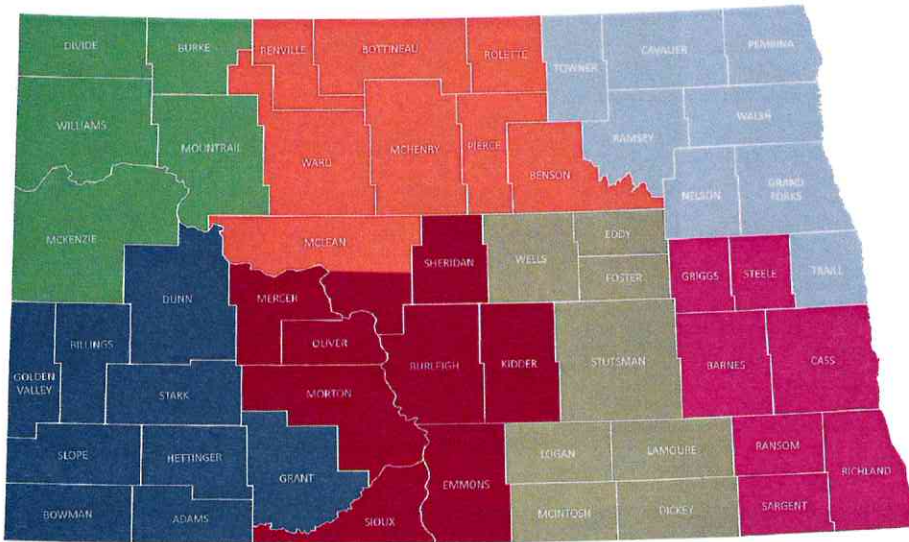 DIVIDE
BURKE
RENVILLE
BOTTINEAU
ROLETTE
TOWNER
CAVALIER
PEMBINA
WILLIAMS
MOUNTRAIL
WARD
MCHENRY
PIERCE
BENSON
RAMSEY
WALSH
NELSON
GRAND
FORKS
MCKENZIE
MCLEAN
SHERIDAN
WELLS
EDDY
FOSTER
GRIGGS
STEELE
TRAILL
DUNN
MERCER
OLIVER
BILLINGS
GOLDEN
VALLEY
STARK
MORTON
BURLEIGH
KIDDER
STUTSMAN
BARNES
CASS
SLOPE
HETTINGER
GRANT
EMMONS
LOGAN
LAMOURE
RANSOM
RICHLAND
BOWMAN
ADAMS
SIOUX
MCINTOSH
DICKEY
SARGENT